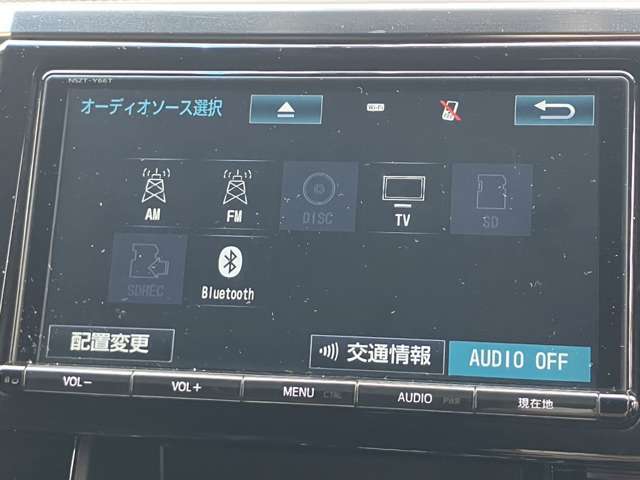 NSZT-Y66T
オーディオソース選択
Wi-Fi
AM FM DISC TV SD
SDREC Bluetooth
配置変更 交通情報 AUDIO OFF
VOL− VOL+ MENU CTRL AUDIO PWR 現在地